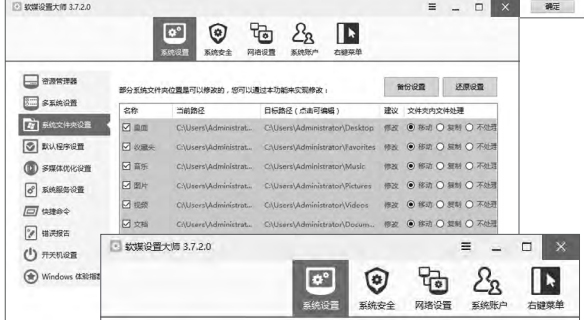 软媒设置大师 3.7.2.0
确定
系统设置 系统安全 网络设置 系统账户 右键菜单
资源管理器
多系统设置
系统文件夹设置
默认程序设置
多媒体优化设置
系统服务设置
快捷命令
错误报告
开关机设置
Windows 体验指数
部分系统文件夹位置是可以修改的,您可以通过本功能来实现修改:
备份设置 还原设置
名称 当前路径 目标路径(点击可编辑) 建议 文件夹内文件处理
桌面 C:\Users\Administrat... C:\Users\Administrator\Desktop 修改 移动 复制 不处理
收藏夹 C:\Users\Administrat... C:\Users\Administrator\Favorites 修改 移动 复制 不处理
音乐 C:\Users\Administrat... C:\Users\Administrator\Music 修改 移动 复制 不处理
图片 C:\Users\Administrat... C:\Users\Administrator\Pictures 修改 移动 复制 不处理
视频 C:\Users\Administrat... C:\Users\Administrator\Videos 修改 移动 复制 不处理
文档 C:\Users\Administrat... C:\Users\Administrator\Docum... 修改 移动 复制 不处理
软媒设置大师 3.7.2.0
系统设置 系统安全 网络设置 系统账户 右键菜单